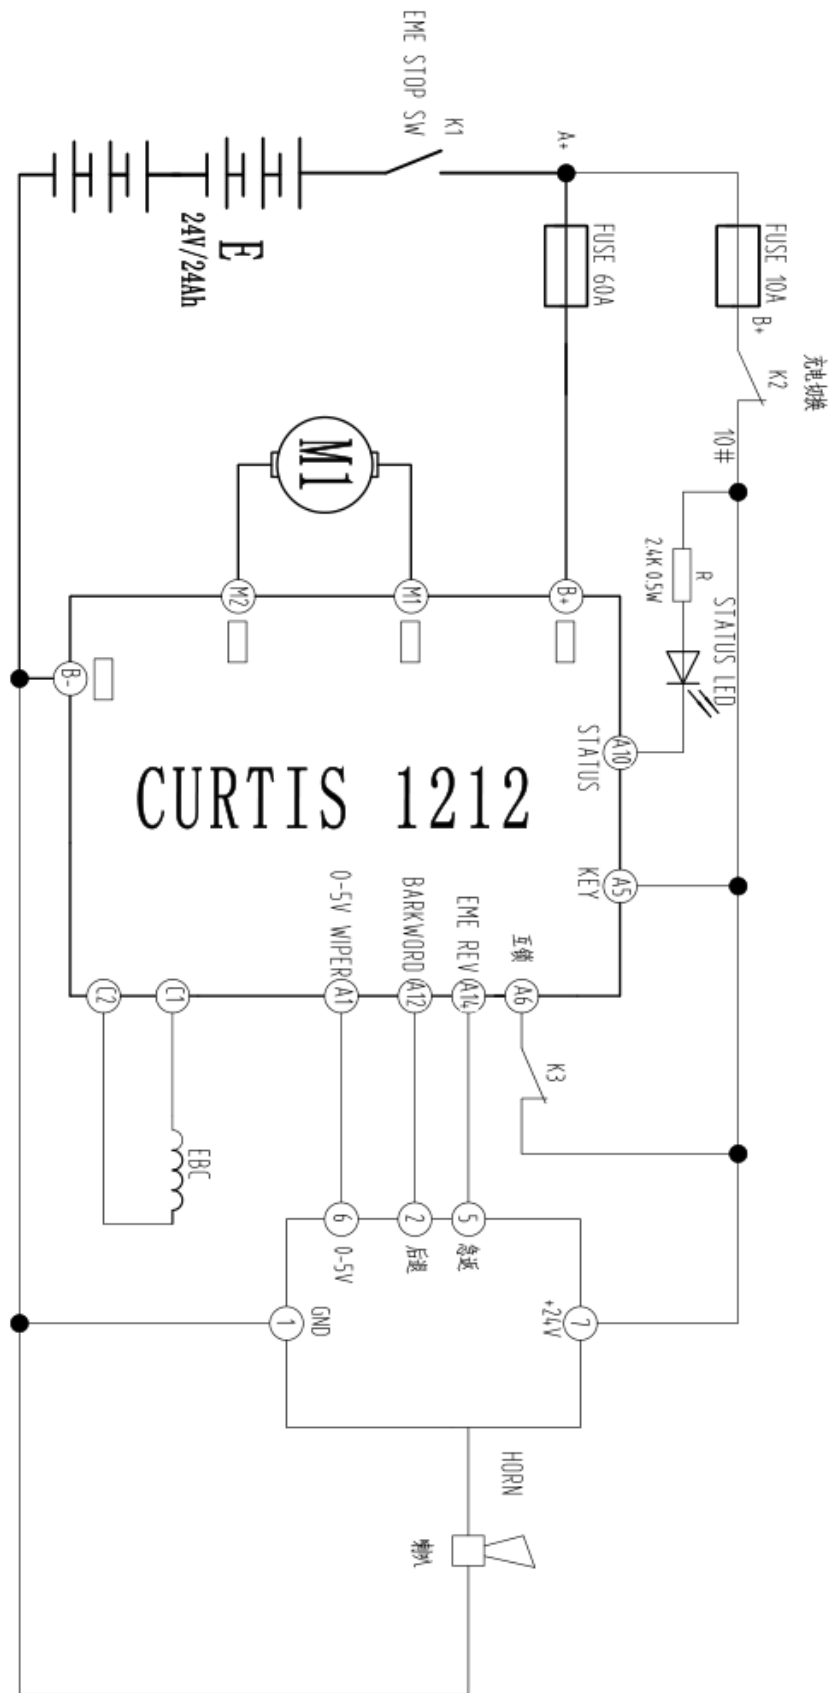 EME STOP SW
K1
A+
E
24V/24Ah
FUSE 60A
FUSE 10A
B+
K2
充电切换
10#
M1
R
2.4K 0.5W
STATUS LED
M2
M1
B+
B-
A10
STATUS
CURTIS 1212
A5
KEY
0-5V WIPER
BARKWORD
EME REV
互锁
C2
C1
A1
A12
A14
A6
K3
EBC
6
2
5
0-5V
后退
急返
1
GND
7
+24V
HORN
喇叭